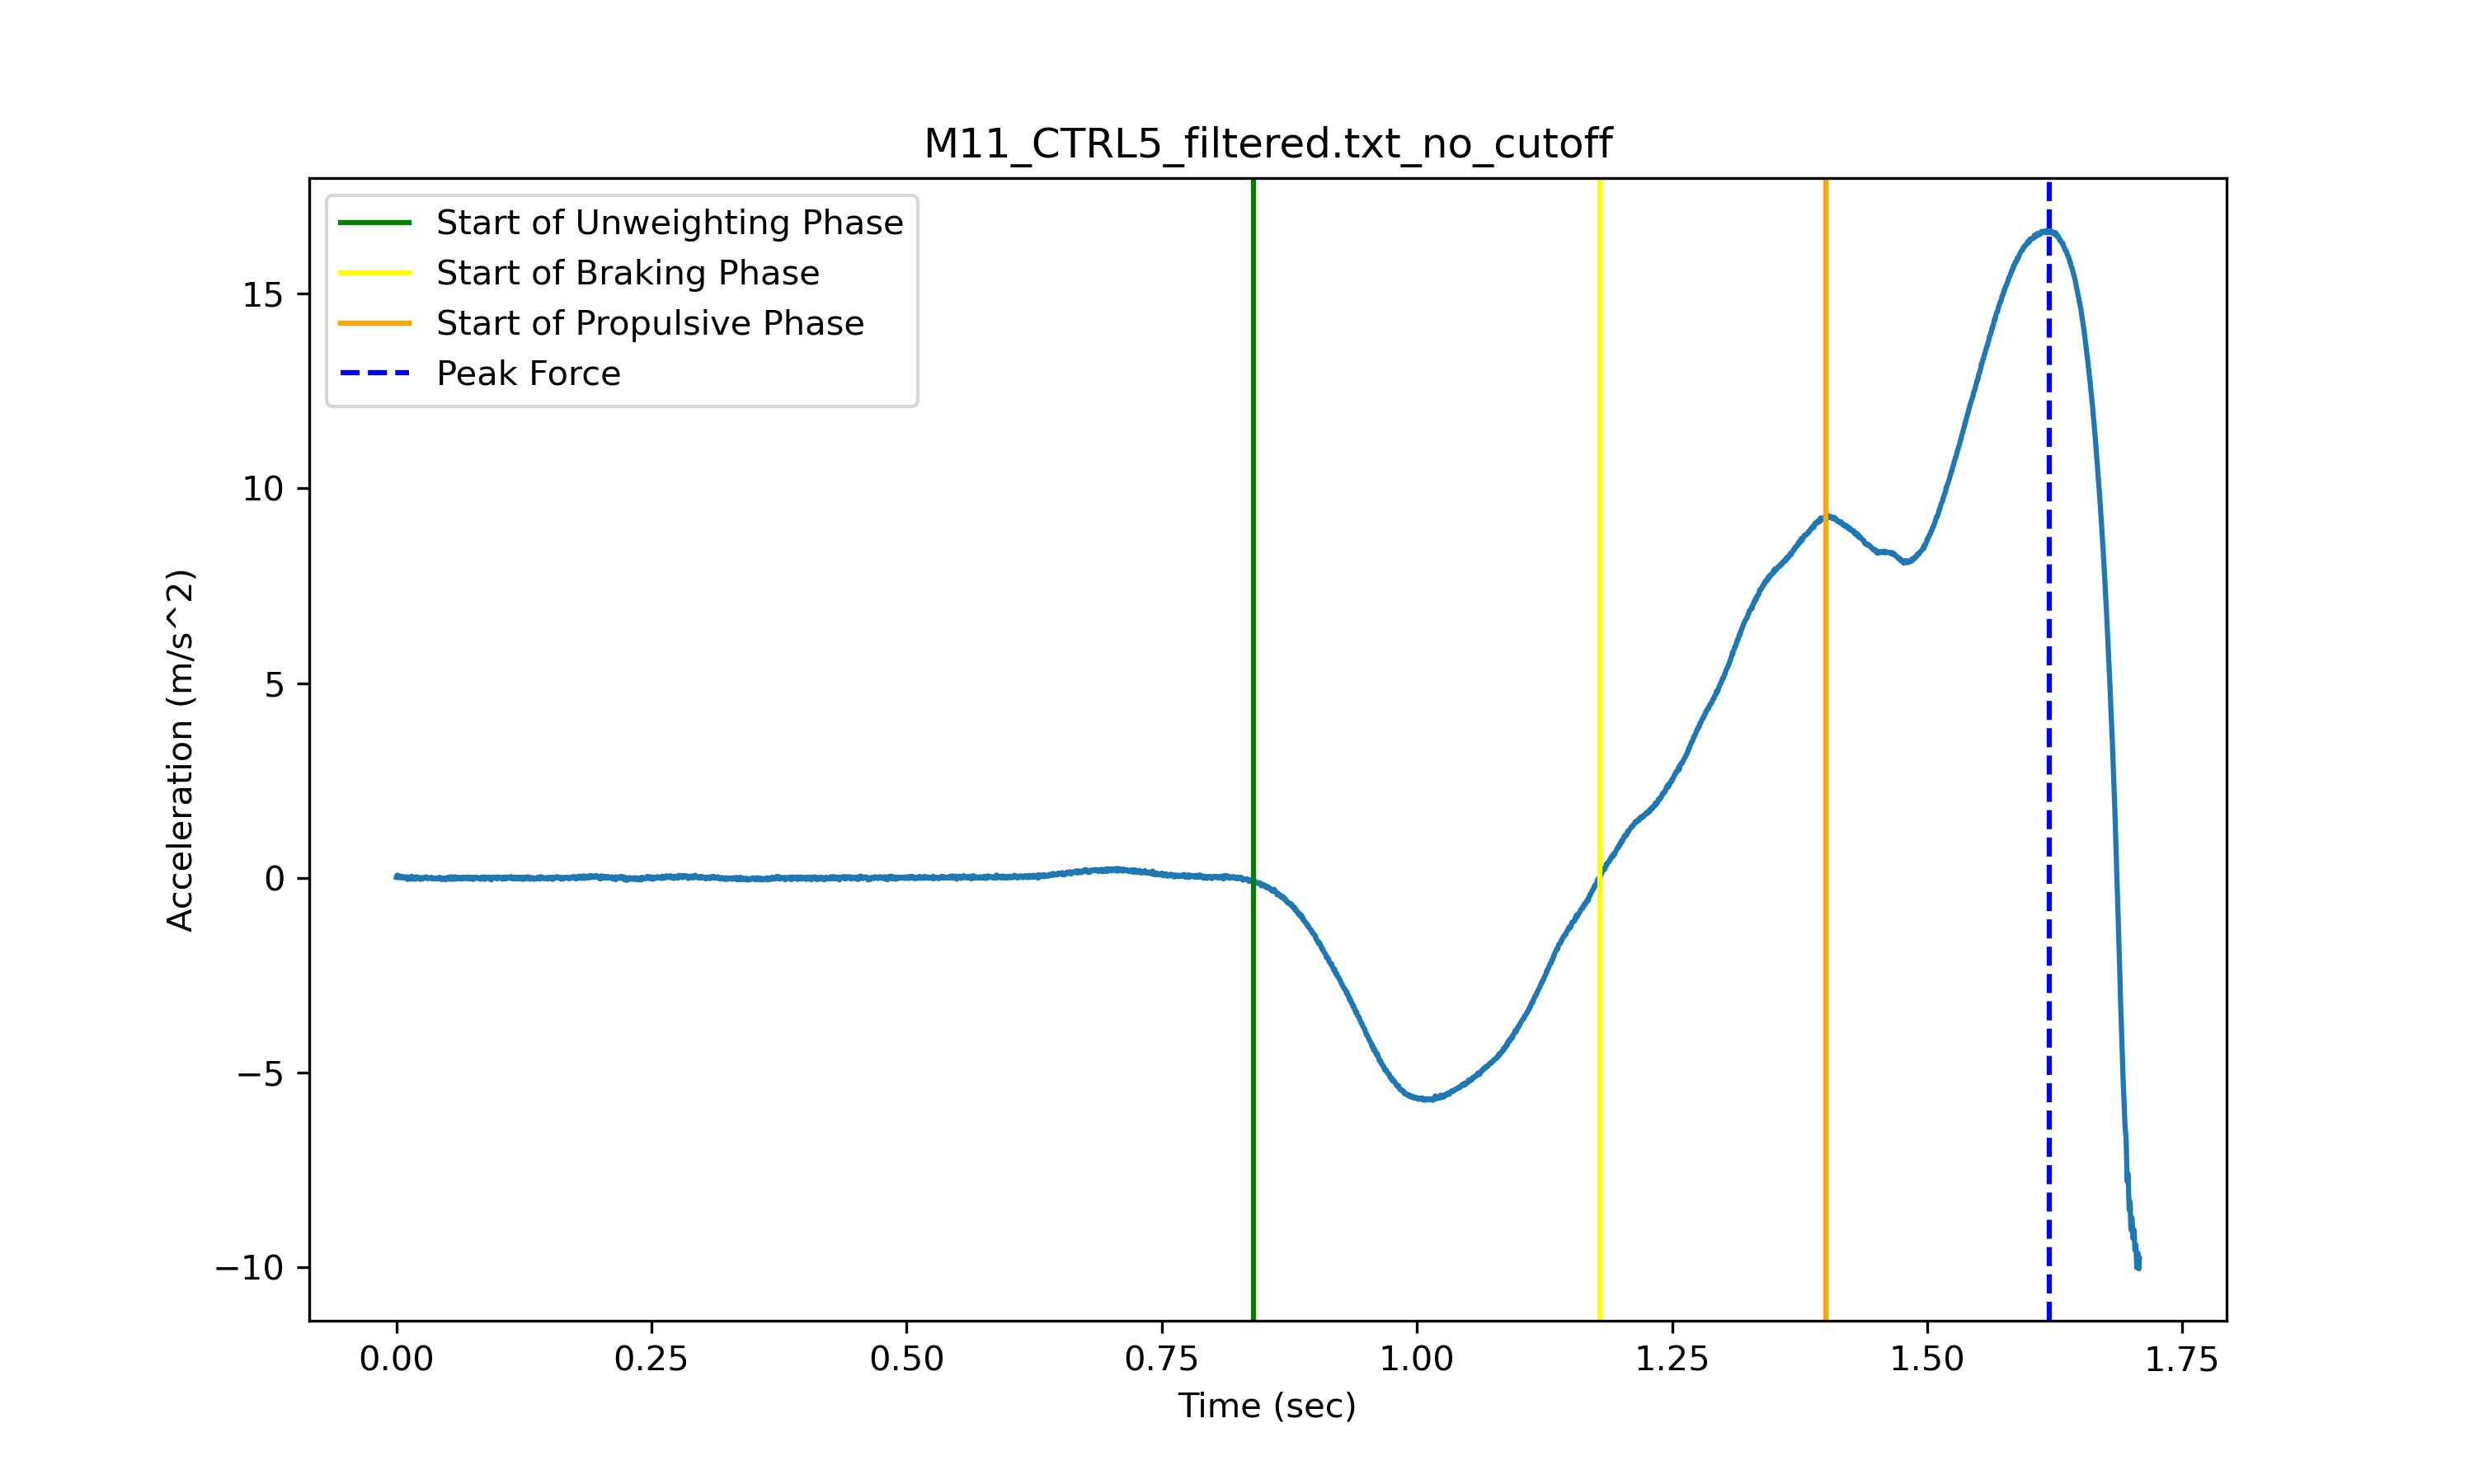 M11_CTRL5_filtered.txt_no_cutoff
Start of Unweighting Phase
Start of Braking Phase
Start of Propulsive Phase
Peak Force
15
10
5
0
−5
−10
Acceleration (m/s^2)
0.00 0.25 0.50 0.75 1.00 1.25 1.50 1.75
Time (sec)